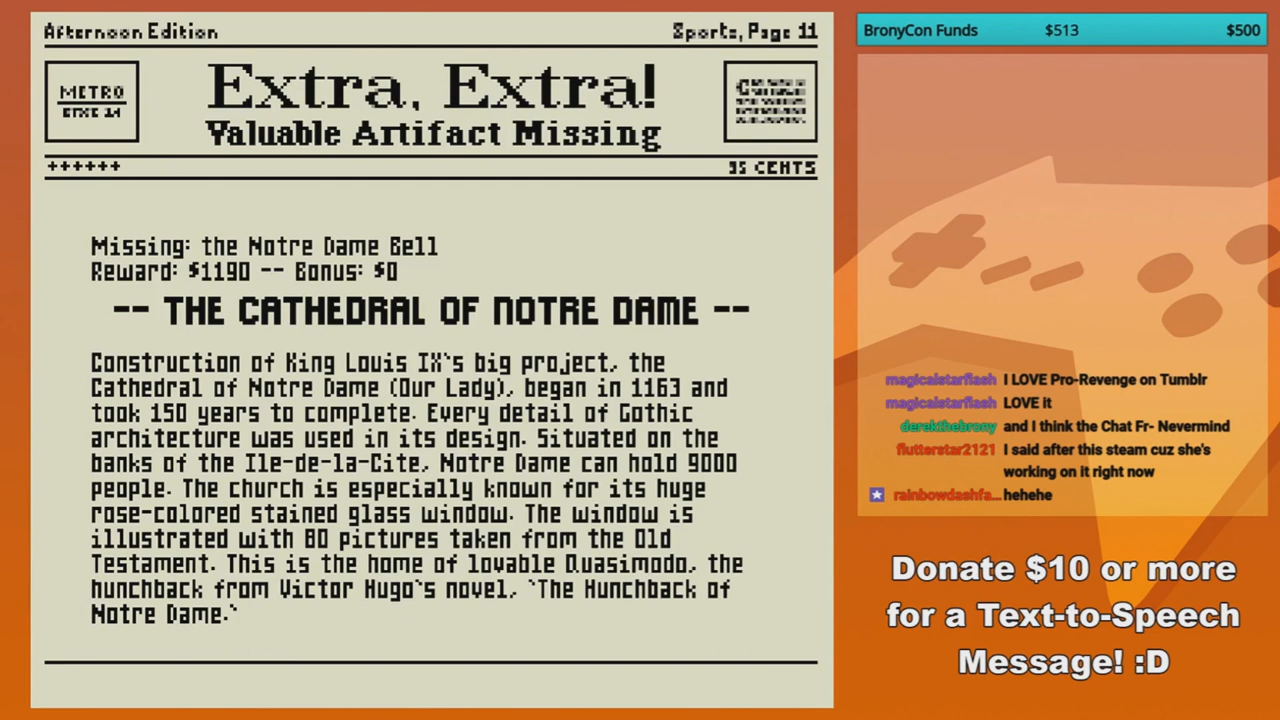 Afternoon Edition
Sports, Page 11
METRO
Extra, Extra!
Valuable Artifact Missing
++++++
35 CENTS
Missing: the Notre Dame Bell
Reward: $1190 -- Bonus: $0
-- THE CATHEDRAL OF NOTRE DAME --
Construction of King Louis IX's big project, the
Cathedral of Notre Dame (Our Lady), began in 1163 and
took 150 years to complete. Every detail of Gothic
architecture was used in its design. Situated on the
banks of the Ile-de-la-Cite, Notre Dame can hold 9000
people. The church is especially known for its huge
rose-colored stained glass window. The window is
illustrated with 80 pictures taken from the Old
Testament. This is the home of lovable Quasimodo, the
hunchback from Victor Hugo's novel, 'The Hunchback of
Notre Dame.'
BronyCon Funds $513 $500
magicalstarflash I LOVE Pro-Revenge on Tumblr
magicalstarflash LOVE it
derekthebrony and I think the Chat Fr- Nevermind
flutterstar2121 I said after this steam cuz she's
working on it right now
rainbowdashfa... hehehe
Donate $10 or more
for a Text-to-Speech
Message! :D